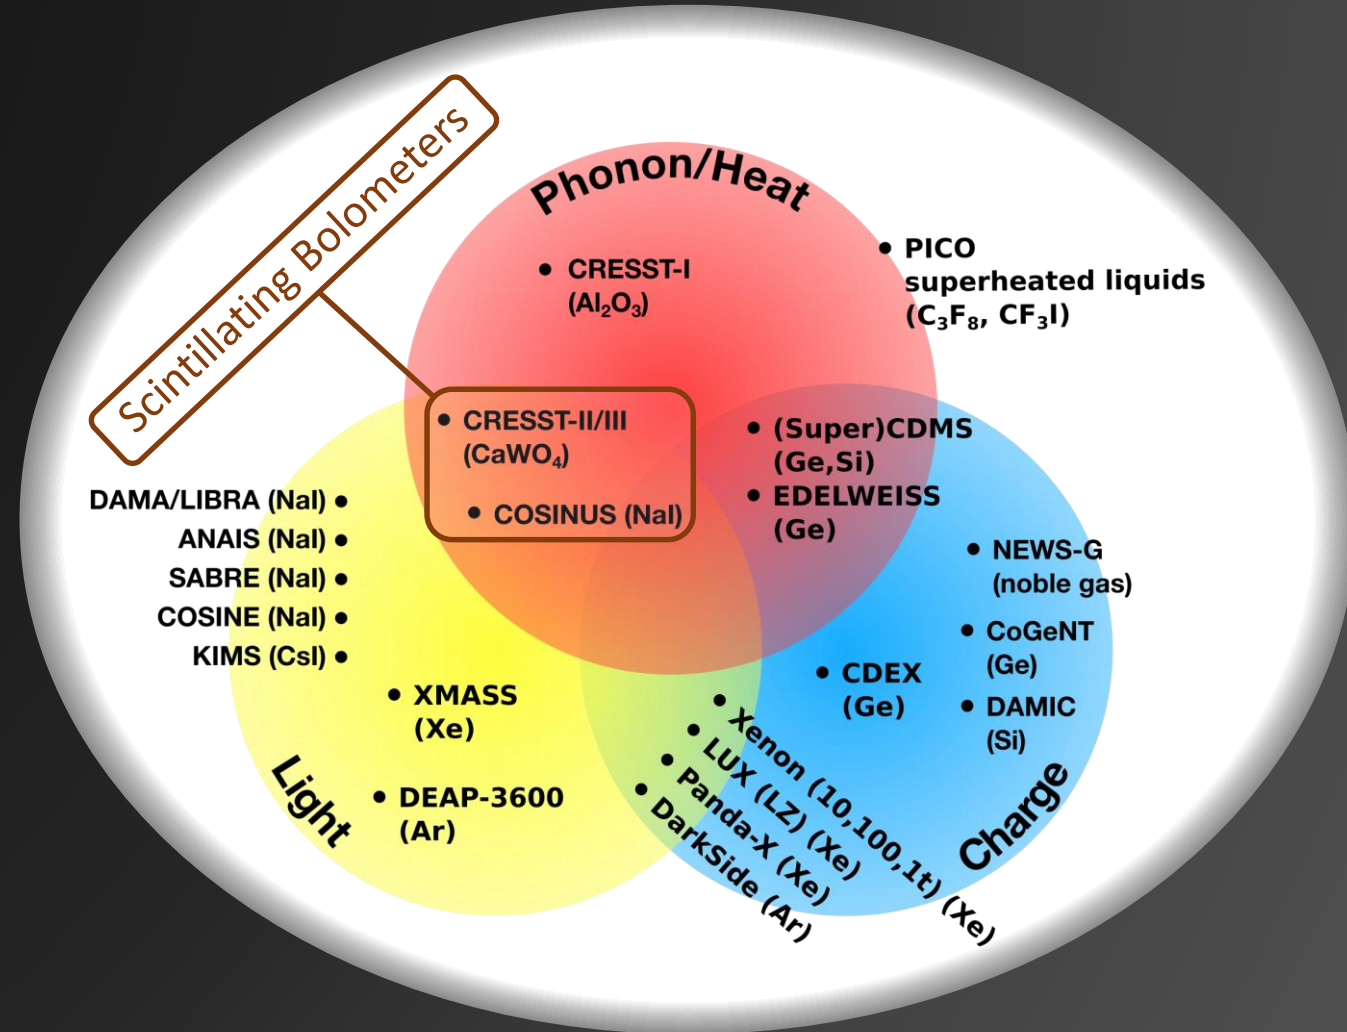 Scintillating Bolometers
Phonon/Heat
• CRESST-I
(Al₂O₃)
• PICO
superheated liquids
(C₃F₈, CF₃I)
• CRESST-II/III
(CaWO₄)
• COSINUS (NaI)
• (Super)CDMS
(Ge,Si)
• EDELWEISS
(Ge)
DAMA/LIBRA (NaI) •
ANAIS (NaI) •
SABRE (NaI) •
COSINE (NaI) •
KIMS (CsI) •
• XMASS
(Xe)
• DEAP-3600
(Ar)
Light
• NEWS-G
(noble gas)
• CoGeNT
(Ge)
• CDEX
(Ge)
• DAMIC
(Si)
Charge
• Xenon (10,100,1t) (Xe)
• LUX (LZ) (Xe)
• Panda-X (Xe)
• DarkSide (Ar)